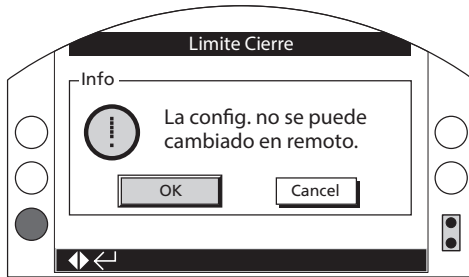 Limite Cierre
Info
La config. no se puede
cambiado en remoto.
OK
Cancel